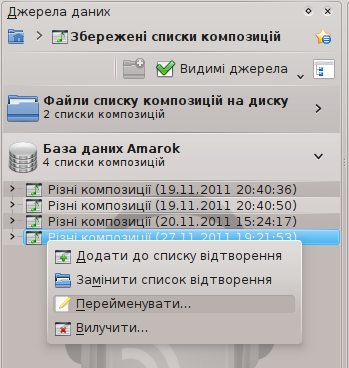 Джерела даних
Збережені списки композицій
Видимі джерела
Файли списку композицій на диску
2 списки композицій
База даних Amarok
4 списки композицій
Різні композиції (19.11.2011 20:40:36)
Різні композиції (19.11.2011 20:40:50)
Різні композиції (20.11.2011 15:24:17)
Різні композиції (27.11.2011 19:21:53)
Додати до списку відтворення
Замінити список відтворення
Перейменувати...
Вилучити...